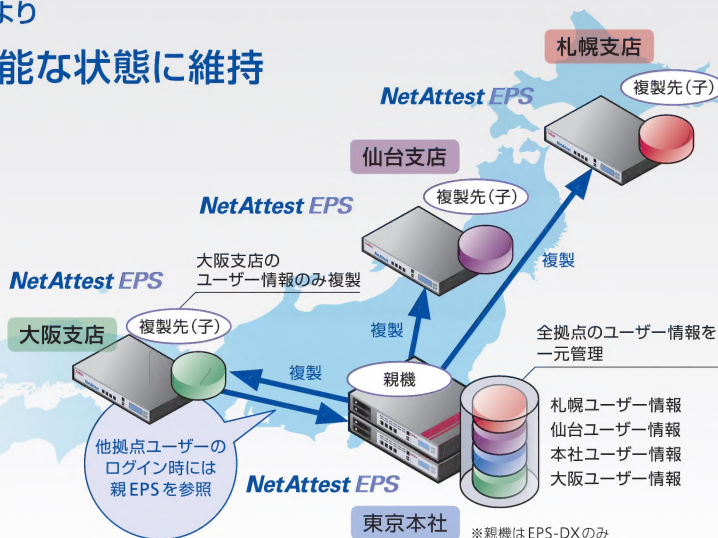 より
能な状態に維持
札幌支店
複製先(子)
NetAttest EPS
仙台支店
複製先(子)
NetAttest EPS
複製
大阪支店の
ユーザー情報のみ複製
NetAttest EPS
大阪支店
複製先(子)
複製
複製
全拠点のユーザー情報を
一元管理
親機
札幌ユーザー情報
仙台ユーザー情報
本社ユーザー情報
大阪ユーザー情報
他拠点ユーザーの
ログイン時には
親EPSを参照
NetAttest EPS
東京本社
※親機はEPS-DXのみ